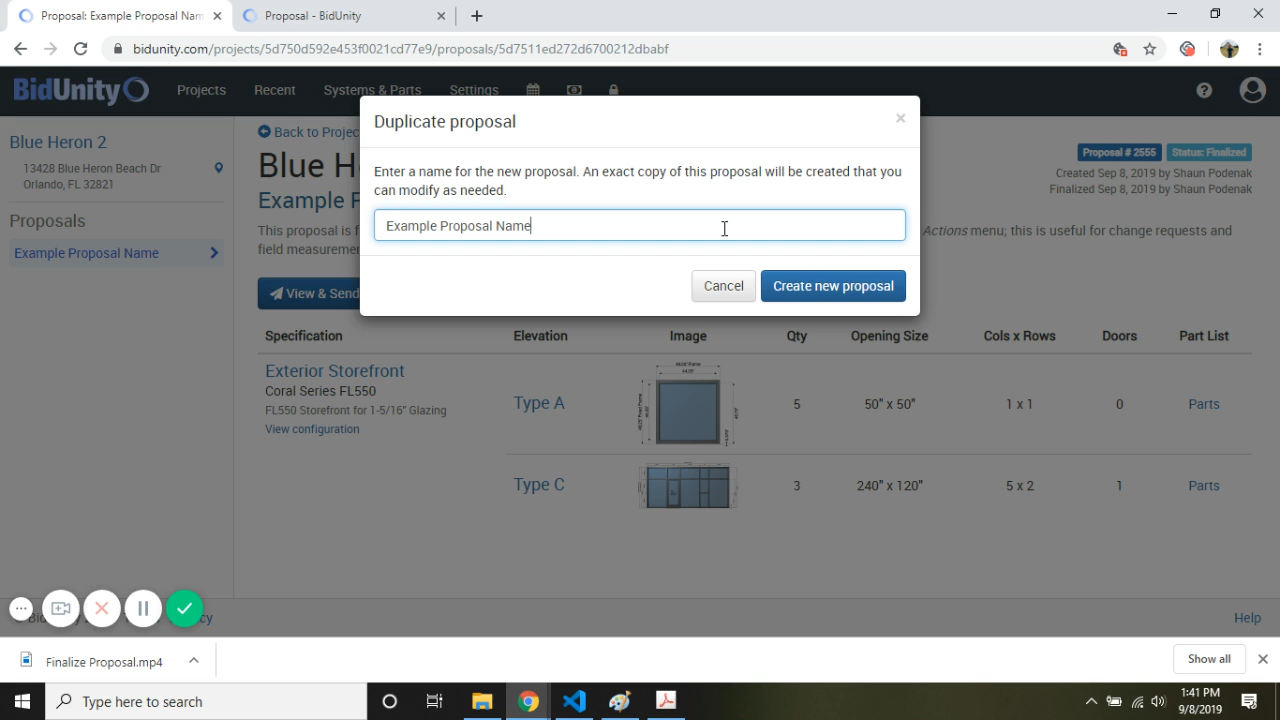 Proposal: Example Proposal Nam
Proposal - BidUnity
bidunity.com/projects/5d750d592e453f0021cd77e9/proposals/5d7511ed272d6700212dbabf
BidUnity
Projects
Recent
Systems & Parts
Settings
Blue Heron 2
13428 Blue Heron Beach Dr
Orlando, FL 32821
Proposals
Example Proposal Name
Back to Projec
Blue H
Example P
This proposal is f
field measuremen
Actions menu; this is useful for change requests and
Proposal # 2555
Status: Finalized
Created Sep 8, 2019 by Shaun Podenak
Finalized Sep 8, 2019 by Shaun Podenak
View & Send
Duplicate proposal
×
Enter a name for the new proposal. An exact copy of this proposal will be created that you
can modify as needed.
Example Proposal Name
Cancel
Create new proposal
Specification
Elevation
Image
Qty
Opening Size
Cols x Rows
Doors
Part List
Exterior Storefront
Coral Series FL550
FL550 Storefront for 1-5/16" Glazing
View configuration
Type A
5
50" x 50"
1 x 1
0
Parts
Type C
3
240" x 120"
5 x 2
1
Parts
Help
Finalize Proposal.mp4
Show all
Type here to search
1:41 PM
9/8/2019